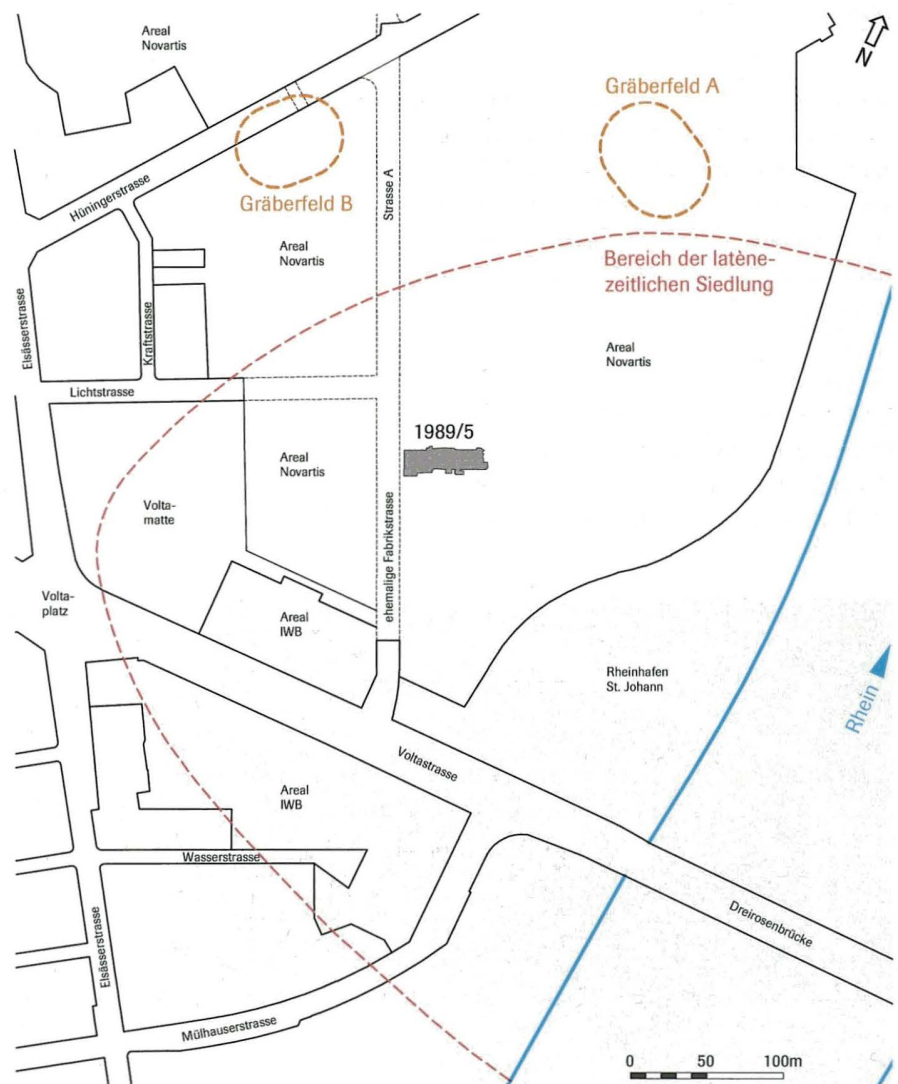 Areal
Novartis
N
Gräberfeld A
Hüningerstrasse
Gräberfeld B
Strasse A
Areal
Novartis
Bereich der latène-
zeitlichen Siedlung
Elsässerstrasse
Kraftstrasse
Areal
Novartis
Lichtstrasse
1989/5
Areal
Novartis
Volta-
matte
ehemalige Fabrikstrasse
Volta-
platz
Areal
IWB
Rheinhafen
St. Johann
Rhein
Voltastrasse
Areal
IWB
Wasserstrasse
Dreirosenbrücke
Elsässerstrasse
Mülhauserstrasse
0 50 100m